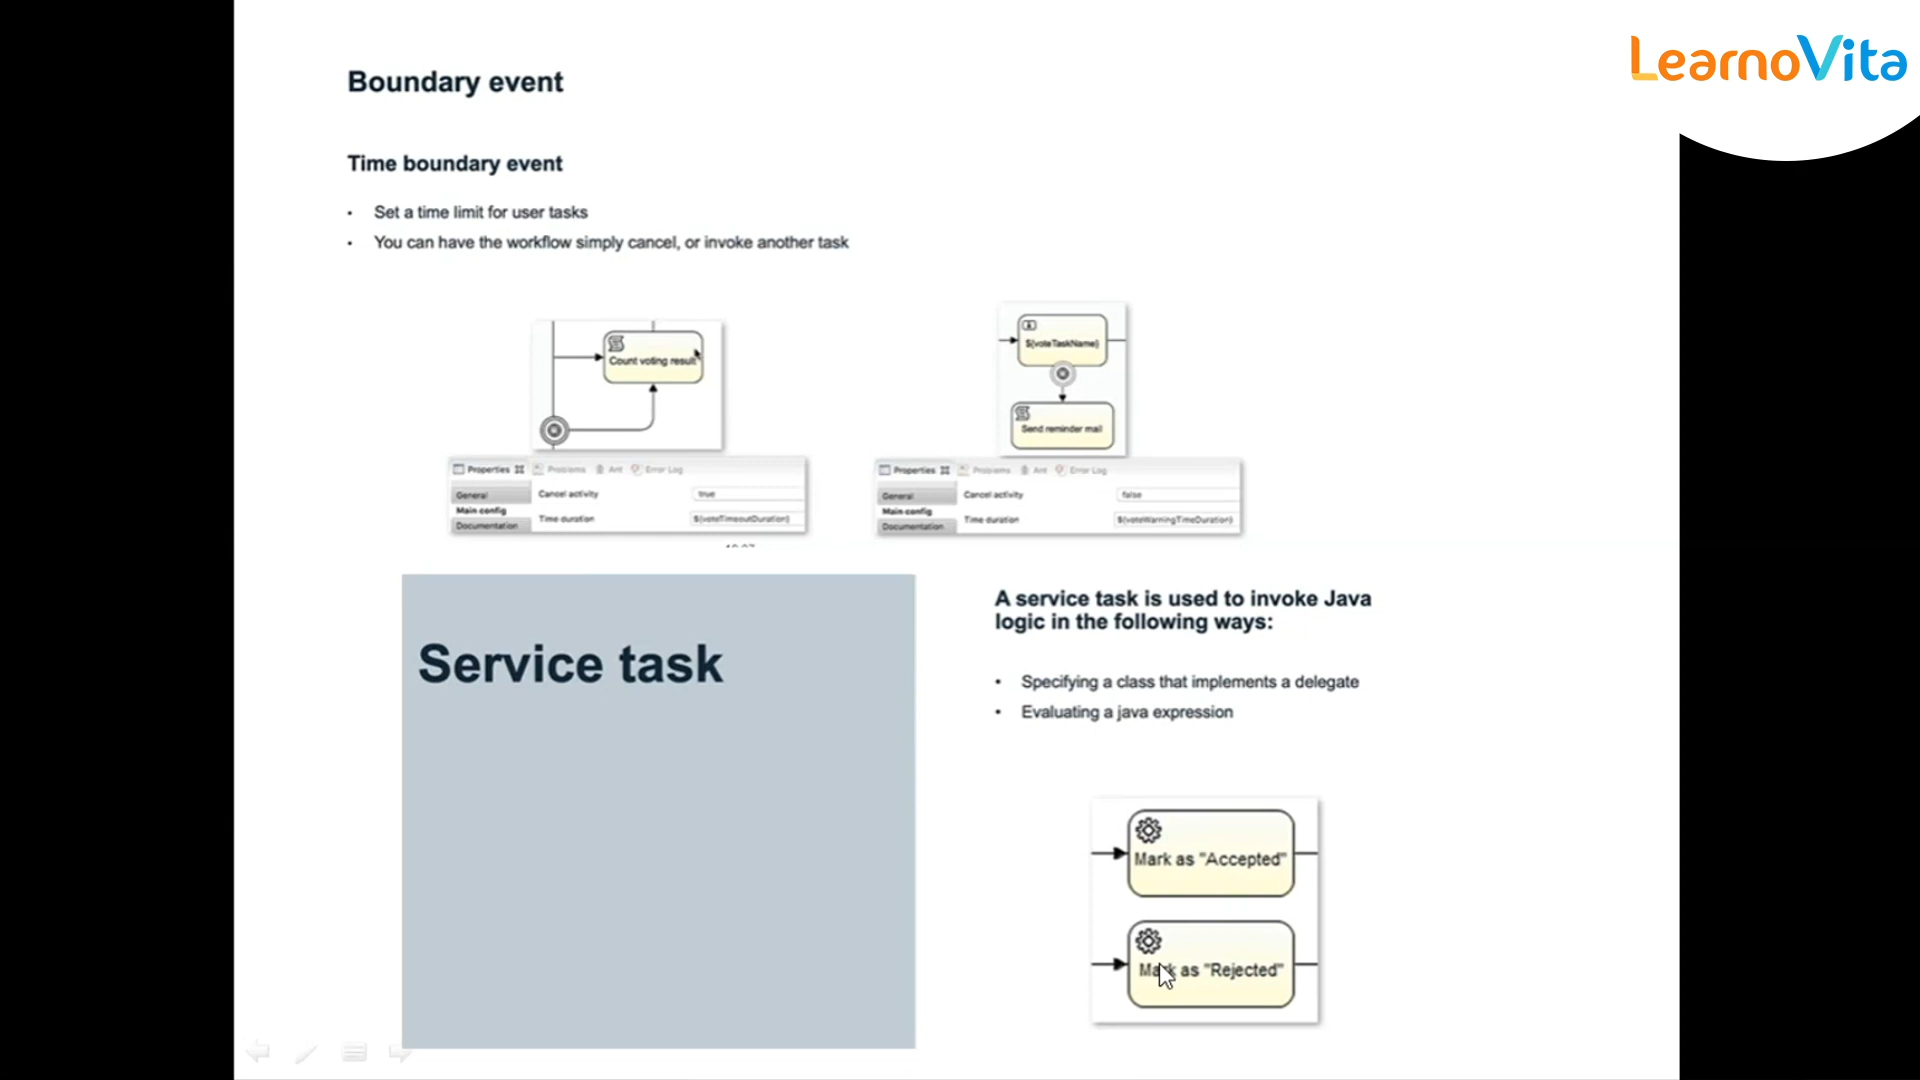 LearnoVita
Boundary event
Time boundary event
• Set a time limit for user tasks
• You can have the workflow simply cancel, or invoke another task
Count voting result
${voteTaskName}
Send reminder mail
Properties Problems Ant Error Log
General
Main config
Documentation
Cancel activity true
Time duration ${voteTimeoutDuration}
Properties Problems Ant Error Log
General
Main config
Documentation
Cancel activity false
Time duration ${voteWarningTimeDuration}
Service task
A service task is used to invoke Java
logic in the following ways:
• Specifying a class that implements a delegate
• Evaluating a java expression
Mark as "Accepted"
Mark as "Rejected"